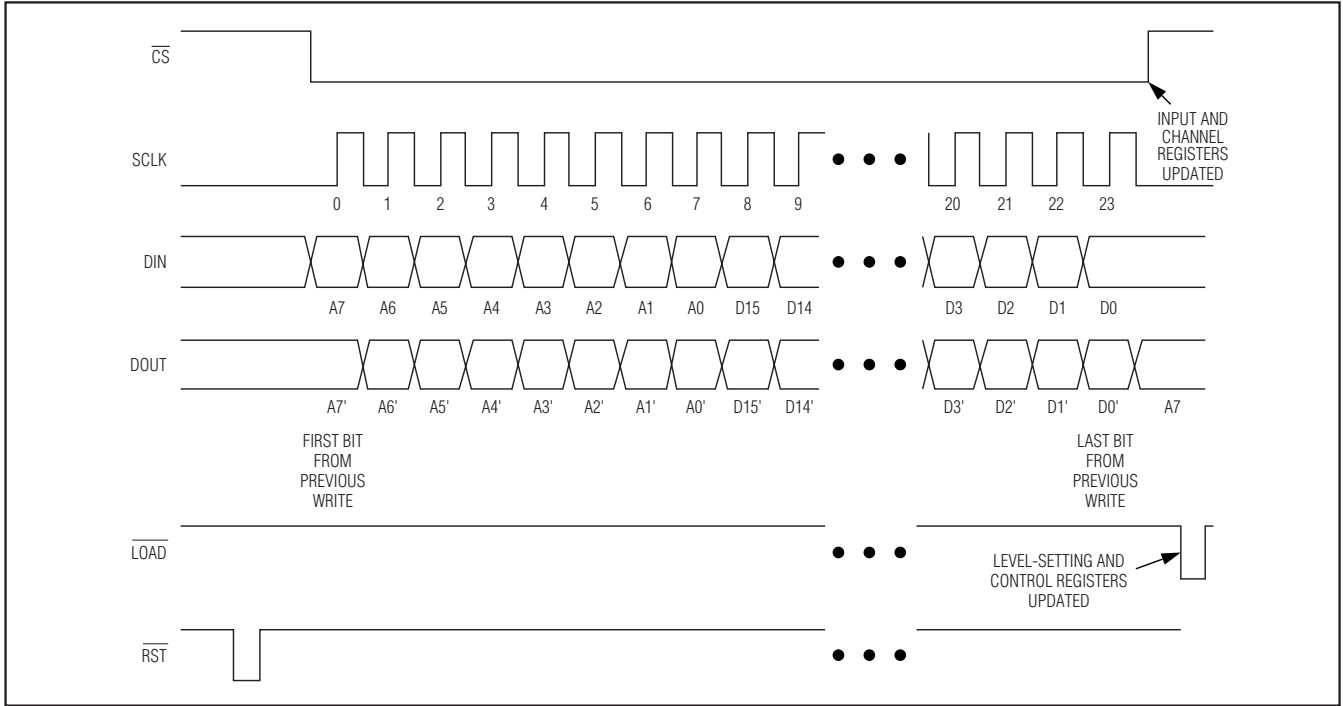 CS
INPUT AND
CHANNEL
REGISTERS
UPDATED
SCLK
0 1 2 3 4 5 6 7 8 9 20 21 22 23
DIN
A7 A6 A5 A4 A3 A2 A1 A0 D15 D14 D3 D2 D1 D0
DOUT
A7' A6' A5' A4' A3' A2' A1' A0' D15' D14' D3' D2' D1' D0' A7
FIRST BIT
FROM
PREVIOUS
WRITE
LAST BIT
FROM
PREVIOUS
WRITE
LOAD
LEVEL-SETTING AND
CONTROL REGISTERS
UPDATED
RST